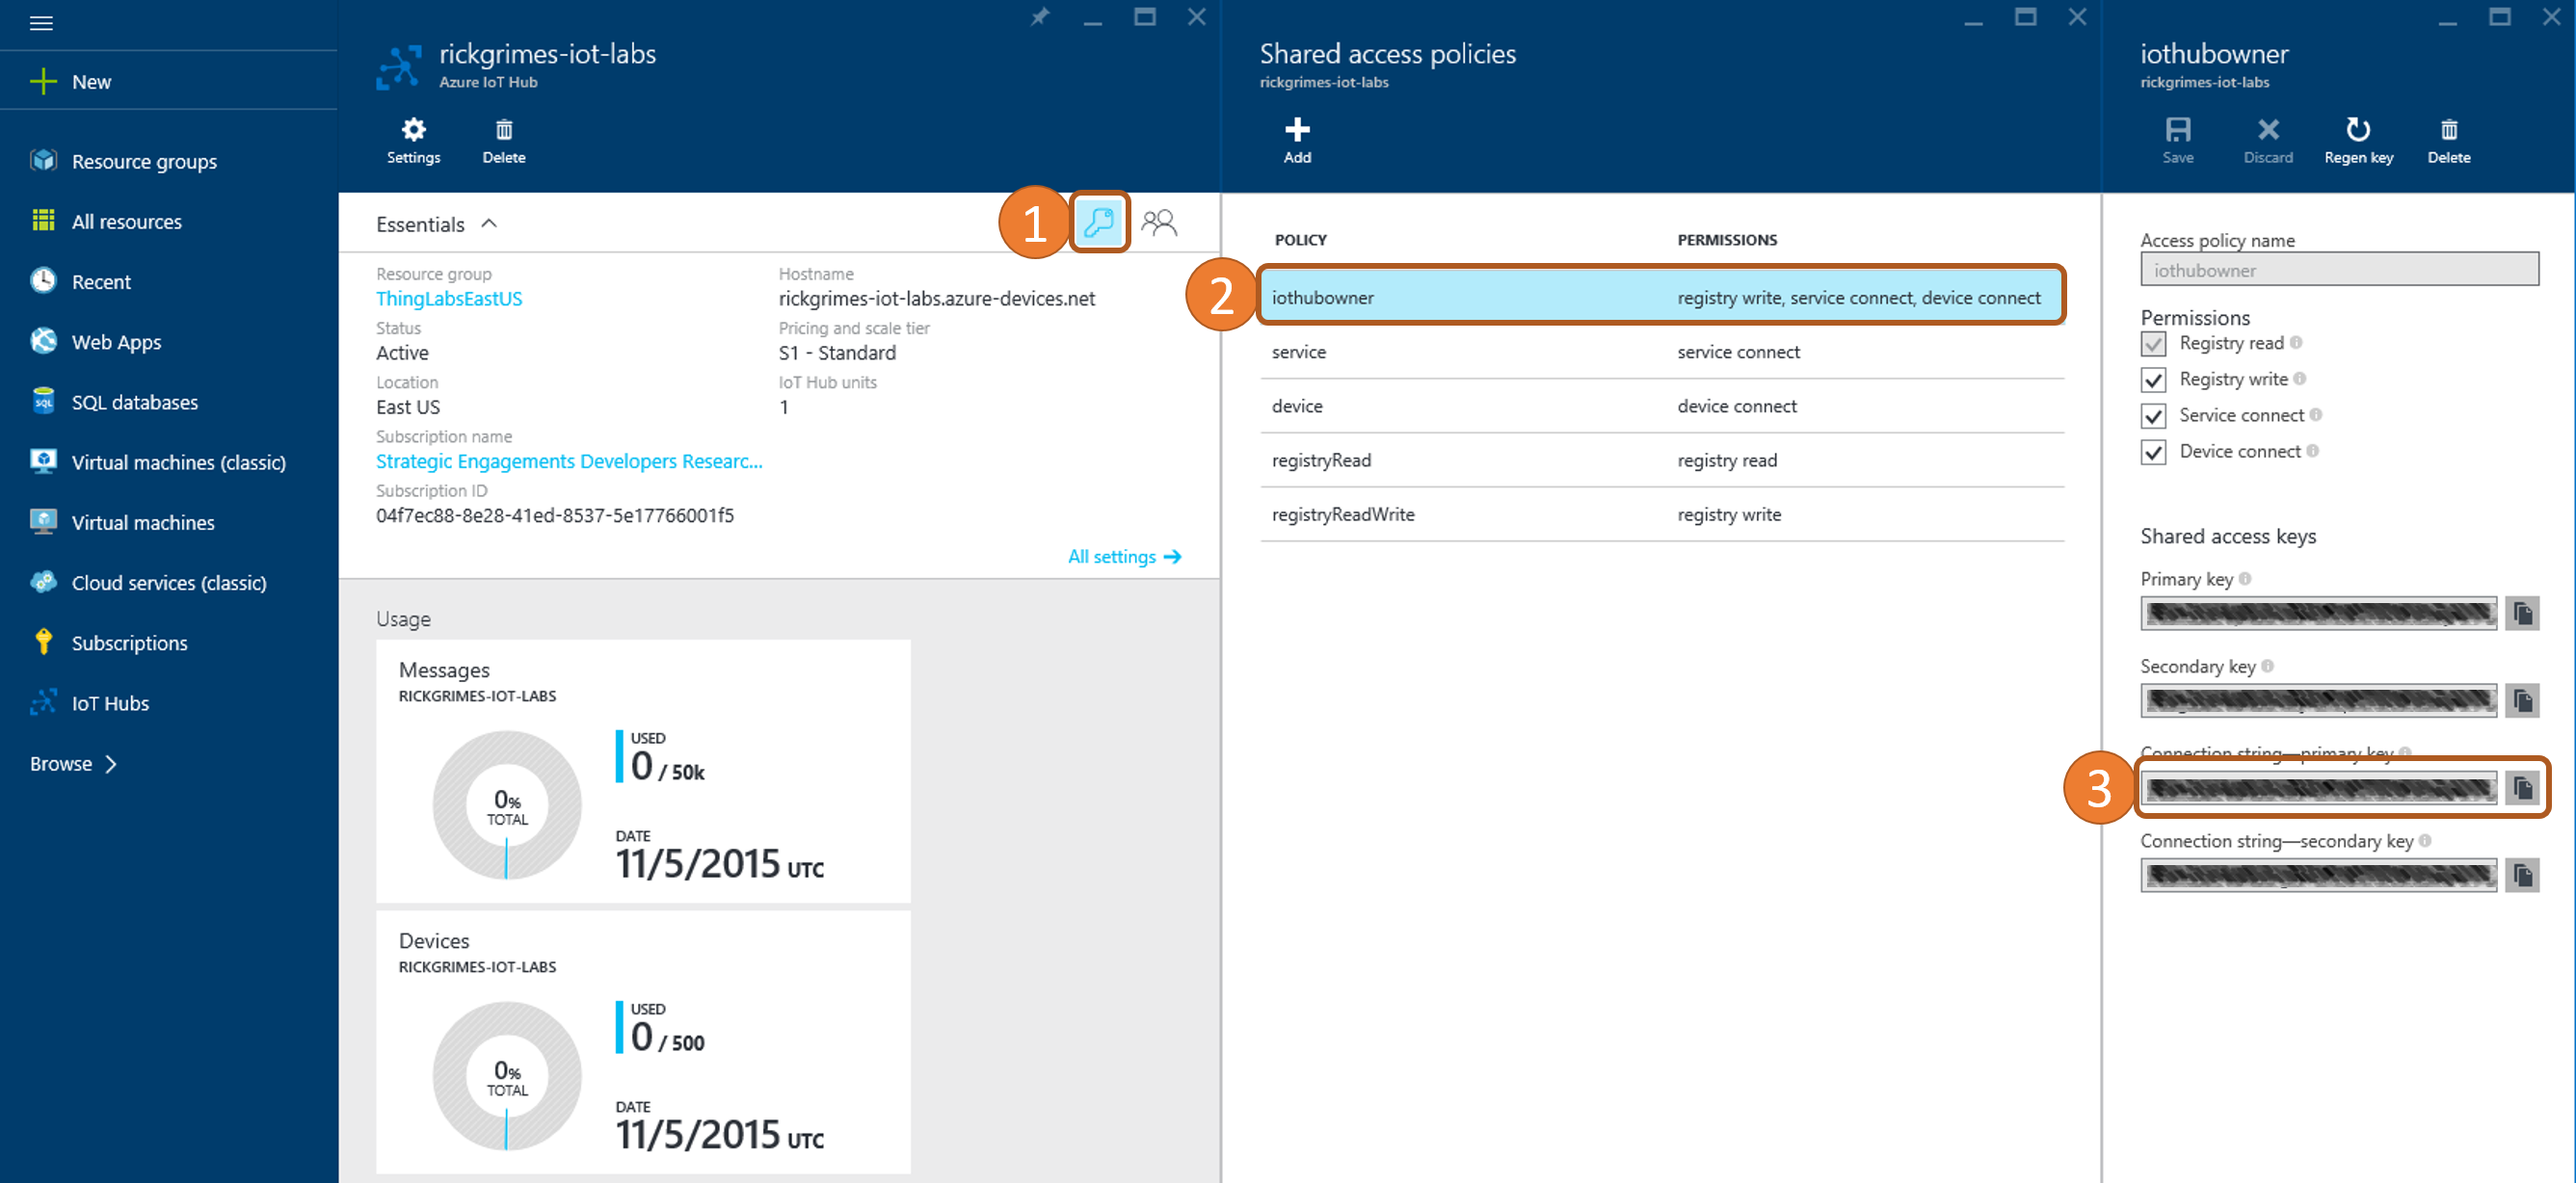 New
Resource groups
All resources
Recent
Web Apps
SQL databases
Virtual machines (classic)
Virtual machines
Cloud services (classic)
Subscriptions
IoT Hubs
Browse
rickgrimes-iot-labs
Azure IoT Hub
Settings
Delete
Essentials
1
Resource group
ThingLabsEastUS
Status
Active
Location
East US
Subscription name
Strategic Engagements Developers Researc...
Subscription ID
04f7ec88-8e28-41ed-8537-5e17766001f5
Hostname
rickgrimes-iot-labs.azure-devices.net
Pricing and scale tier
S1 - Standard
IoT Hub units
1
All settings
Usage
Messages
RICKGRIMES-IOT-LABS
0%
TOTAL
USED
0 / 50k
DATE
11/5/2015 UTC
Devices
RICKGRIMES-IOT-LABS
0%
TOTAL
USED
0 / 500
DATE
11/5/2015 UTC
Shared access policies
rickgrimes-iot-labs
Add
POLICY PERMISSIONS
2
iothubowner registry write, service connect, device connect
service service connect
device device connect
registryRead registry read
registryReadWrite registry write
iothubowner
rickgrimes-iot-labs
Save
Discard
Regen key
Delete
Access policy name
iothubowner
Permissions
Registry read
Registry write
Service connect
Device connect
Shared access keys
Primary key
Secondary key
Connection string—primary key
3
Connection string—secondary key